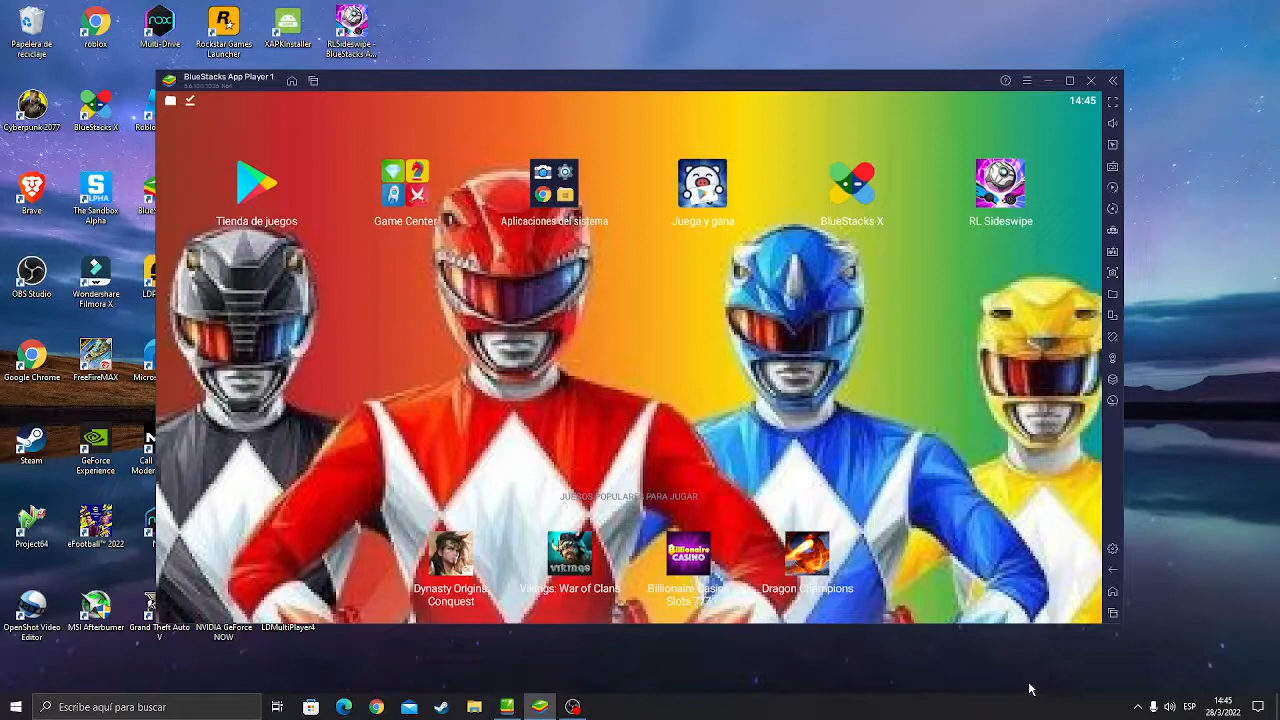 Papelera de
reciclaje
roblox
Multi-Drive
Rockstar Games
Launcher
XAPKInstaller
RLSideswipe -
BlueStacks A...
Cyberpunk 2077
BlueStacks X
Brave
The Sandbox
Alpha
OBS Studio
Wondershare
Filmora X
Google Chrome
FreeFireMAX
Steam
GeForce
Experience
Project64
eFootball™ 2022
MSI Afterburner
Grand Theft Auto
V
NVIDIA GeForce
NOW
LDMultiPlayer4
BlueStacks App Player 1
14:45
Tienda de juegos
Game Center
Aplicaciones del sistema
Juega y gana
BlueStacks X
RL Sideswipe
JUEGOS POPULARES PARA JUGAR
Dynasty Origins:
Conquest
VIKINGS
Vikings: War of Clans
Billionaire
CASINO
Billionaire Casino
Slots 777
Dragon Champions
Escribe aquí para buscar
ESP
14:45
28/3/2022